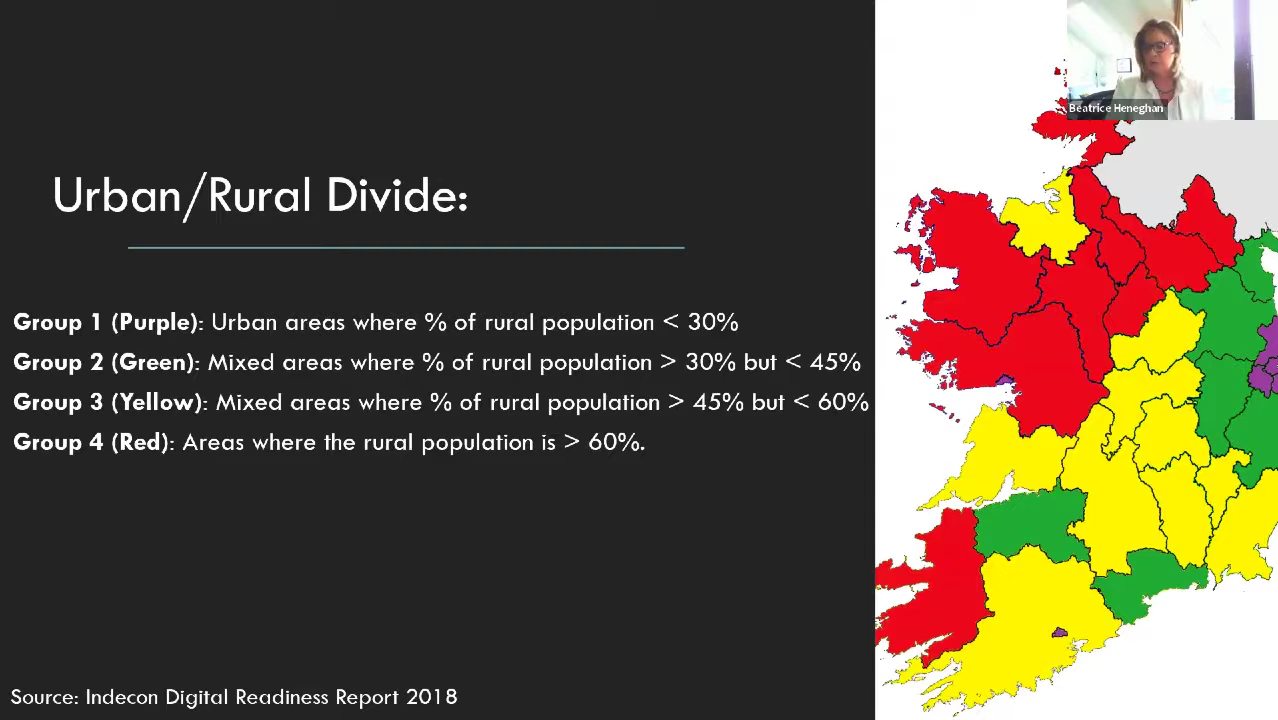 Beatrice Heneghan
Urban/Rural Divide:
Group 1 (Purple): Urban areas where % of rural population < 30%
Group 2 (Green): Mixed areas where % of rural population > 30% but < 45%
Group 3 (Yellow): Mixed areas where % of rural population > 45% but < 60%
Group 4 (Red): Areas where the rural population is > 60%.
Source: Indecon Digital Readiness Report 2018